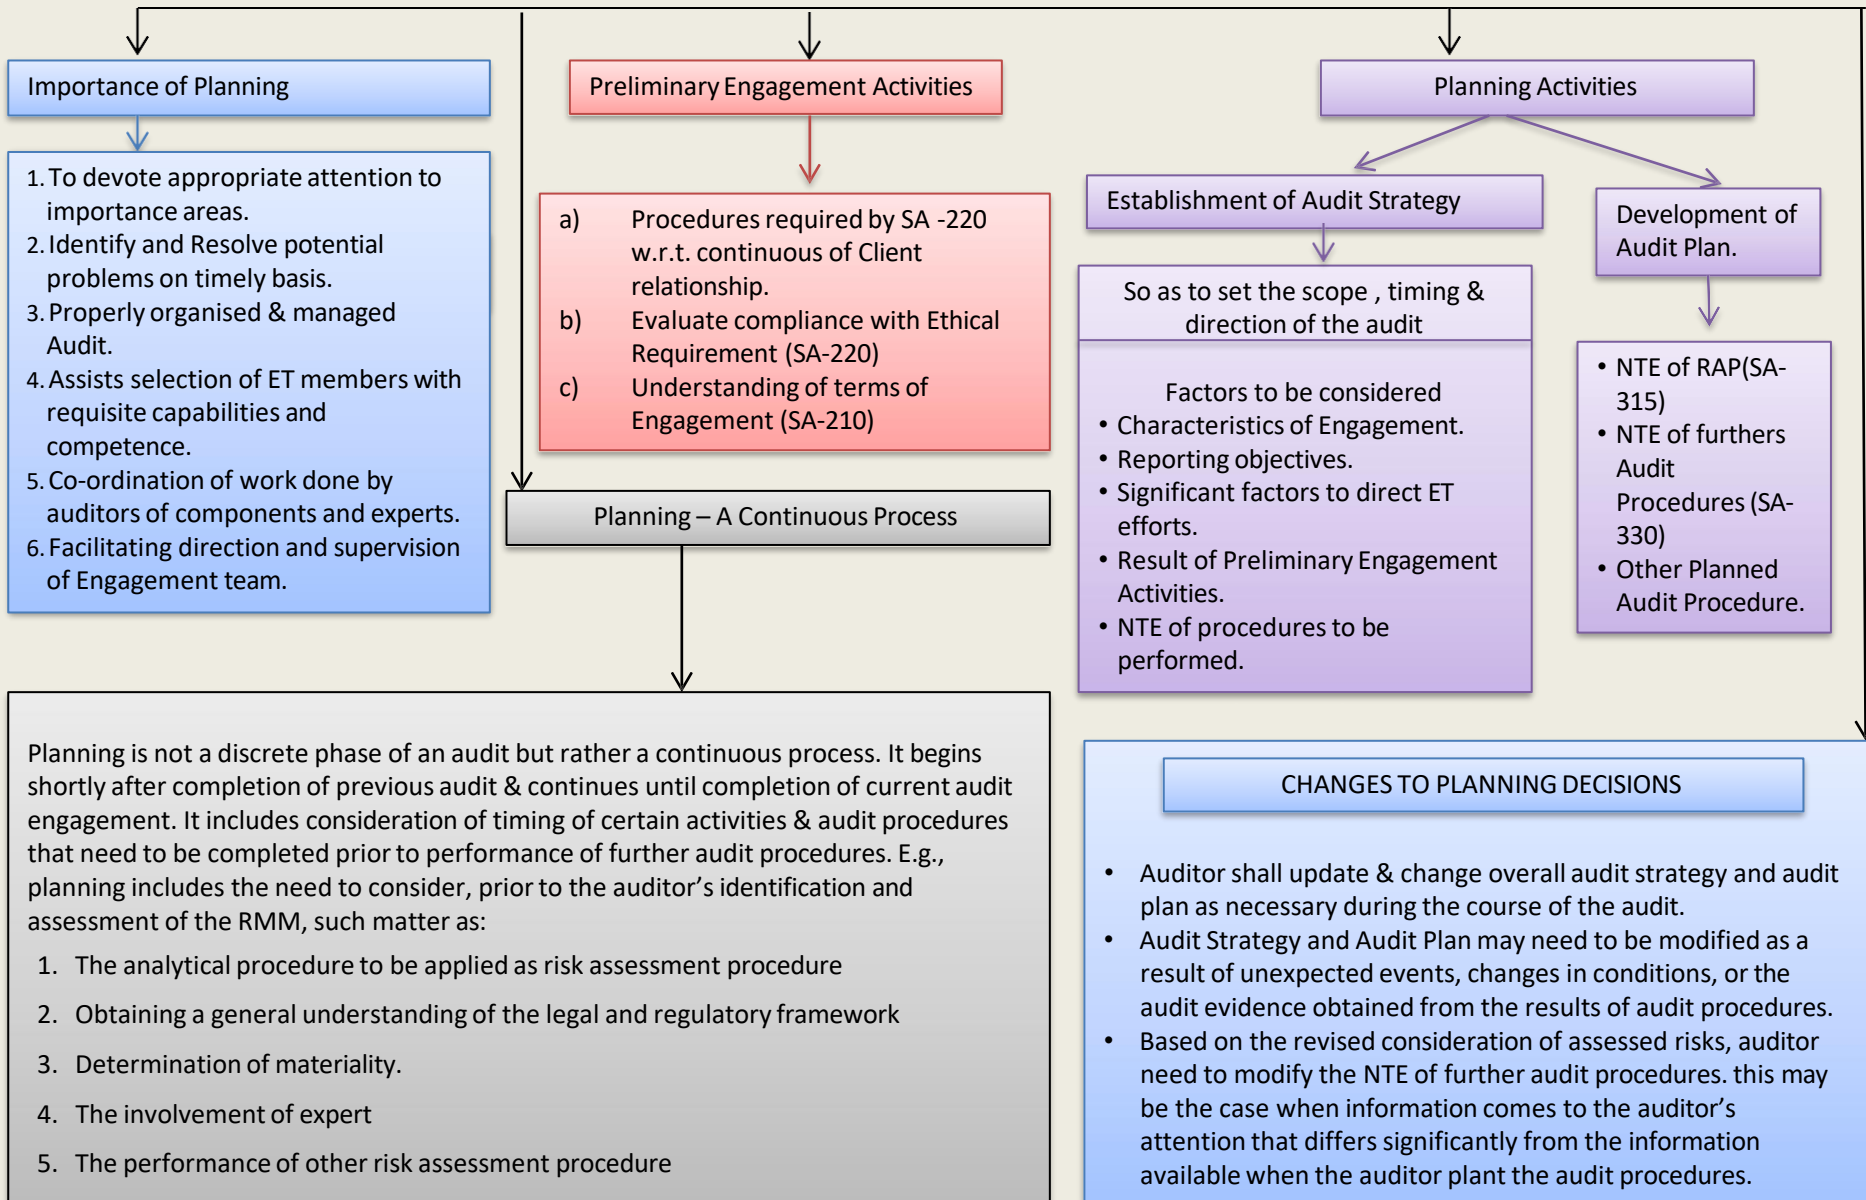 Importance of Planning
1. To devote appropriate attention to
importance areas.
2. Identify and Resolve potential
problems on timely basis.
3. Properly organised & managed
Audit.
4. Assists selection of ET members with
requisite capabilities and
competence.
5. Co-ordination of work done by
auditors of components and experts.
6. Facilitating direction and supervision
of Engagement team.
Preliminary Engagement Activities
a) Procedures required by SA -220
w.r.t. continuous of Client
relationship.
b) Evaluate compliance with Ethical
Requirement (SA-220)
c) Understanding of terms of
Engagement (SA-210)
Planning Activities
Establishment of Audit Strategy
So as to set the scope , timing &
direction of the audit
Factors to be considered
• Characteristics of Engagement.
• Reporting objectives.
• Significant factors to direct ET
efforts.
• Result of Preliminary Engagement
Activities.
• NTE of procedures to be
performed.
Development of
Audit Plan.
• NTE of RAP(SA-
315)
• NTE of furthers
Audit
Procedures (SA-
330)
• Other Planned
Audit Procedure.
Planning – A Continuous Process
Planning is not a discrete phase of an audit but rather a continuous process. It begins
shortly after completion of previous audit & continues until completion of current audit
engagement. It includes consideration of timing of certain activities & audit procedures
that need to be completed prior to performance of further audit procedures. E.g.,
planning includes the need to consider, prior to the auditor’s identification and
assessment of the RMM, such matter as:
1. The analytical procedure to be applied as risk assessment procedure
2. Obtaining a general understanding of the legal and regulatory framework
3. Determination of materiality.
4. The involvement of expert
5. The performance of other risk assessment procedure
CHANGES TO PLANNING DECISIONS
• Auditor shall update & change overall audit strategy and audit
plan as necessary during the course of the audit.
• Audit Strategy and Audit Plan may need to be modified as a
result of unexpected events, changes in conditions, or the
audit evidence obtained from the results of audit procedures.
• Based on the revised consideration of assessed risks, auditor
need to modify the NTE of further audit procedures. this may
be the case when information comes to the auditor’s
attention that differs significantly from the information
available when the auditor plant the audit procedures.